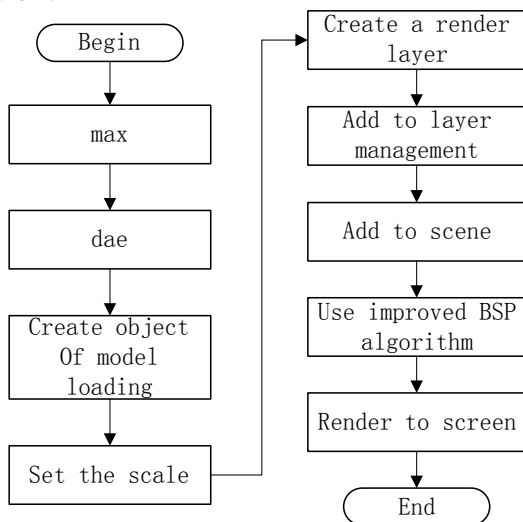 Begin
max
dae
Create object
Of model
loading
Set the scale
Create a render
layer
Add to layer
management
Add to scene
Use improved BSP
algorithm
Render to screen
End